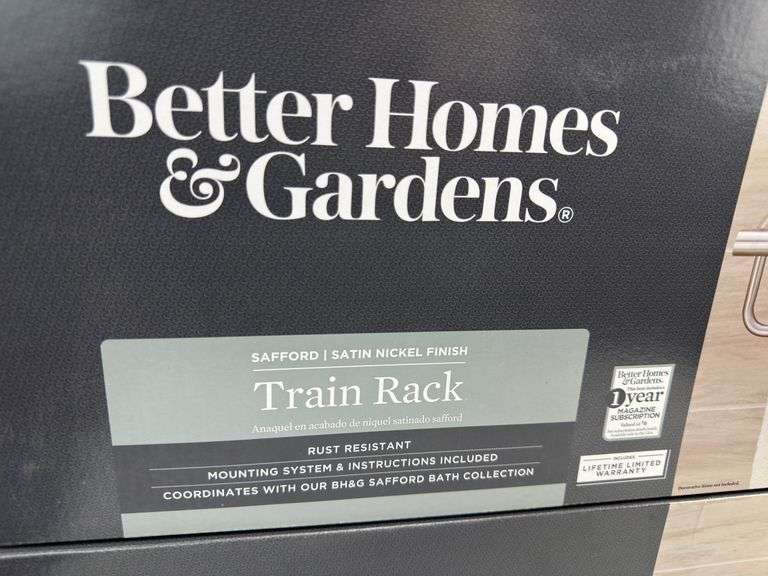 Better Homes
& Gardens®
SAFFORD | SATIN NICKEL FINISH
Train Rack
Anaquel en acabado de níquel satinado safford
RUST RESISTANT
MOUNTING SYSTEM & INSTRUCTIONS INCLUDED
COORDINATES WITH OUR BH&G SAFFORD BATH COLLECTION
Better Homes
& Gardens.
1 year
MAGAZINE
SUBSCRIPTION
INCLUDES
LIFETIME LIMITED
WARRANTY